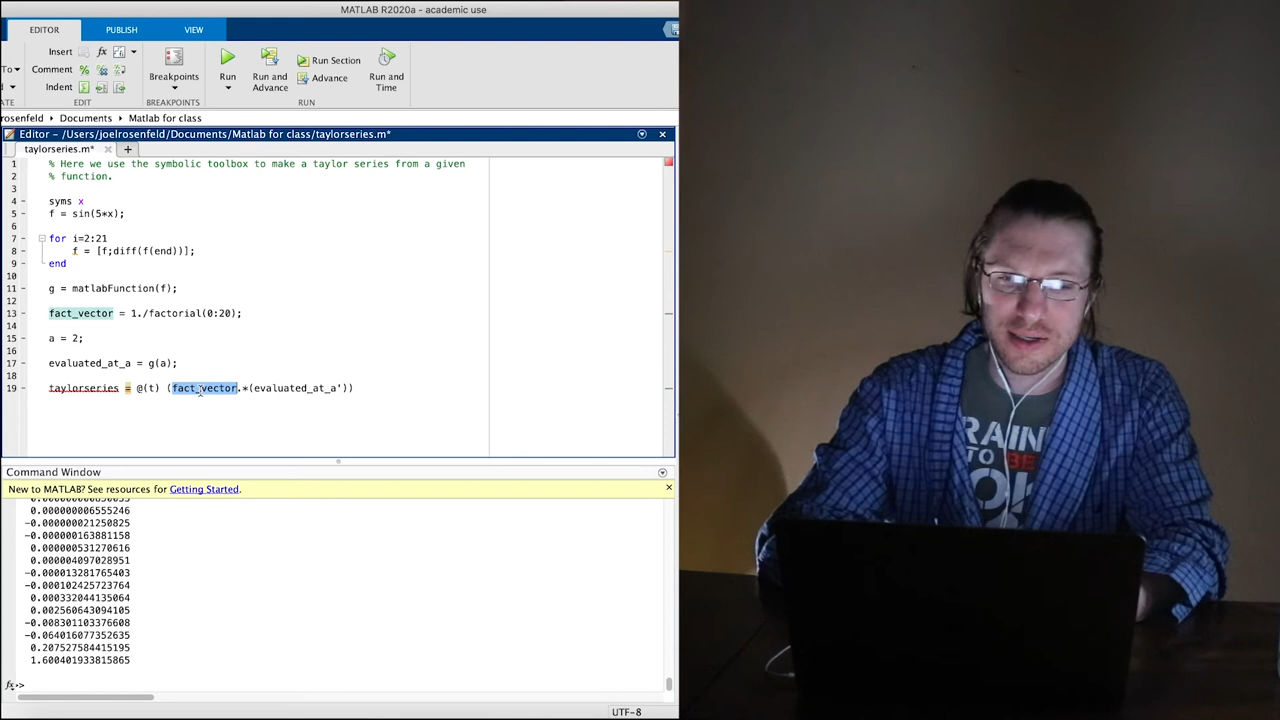 MATLAB R2020a - academic use
EDITOR PUBLISH VIEW
Insert fx
To Comment %
Indent
Breakpoints
Run
Run and Advance
Run Section
Advance
Run and Time
EDIT BREAKPOINTS RUN
rosenfeld ▸ Documents ▸ Matlab for class
Editor - /Users/joelrosenfeld/Documents/Matlab for class/taylorseries.m*
taylorseries.m* × +
1 % Here we use the symbolic toolbox to make a taylor series from a given
2 % function.
3
4 - syms x
5 - f = sin(5*x);
6
7 - for i=2:21
8 - f = [f;diff(f(end))];
9 - end
10
11 - g = matlabFunction(f);
12
13 - fact_vector = 1./factorial(0:20);
14
15 - a = 2;
16
17 - evaluated_at_a = g(a);
18
19 - taylorseries = @(t) (fact_vector.*(evaluated_at_a'))
Command Window
New to MATLAB? See resources for Getting Started.
0.000000006555246
-0.000000021250825
-0.000000163881158
0.000000531270616
0.000004097028951
-0.000013281765403
-0.000102425723764
0.000332044135064
0.002560643094105
-0.008301103376608
-0.064016077352635
0.207527584415195
1.600401933815865
fx >>
UTF-8
TO BE